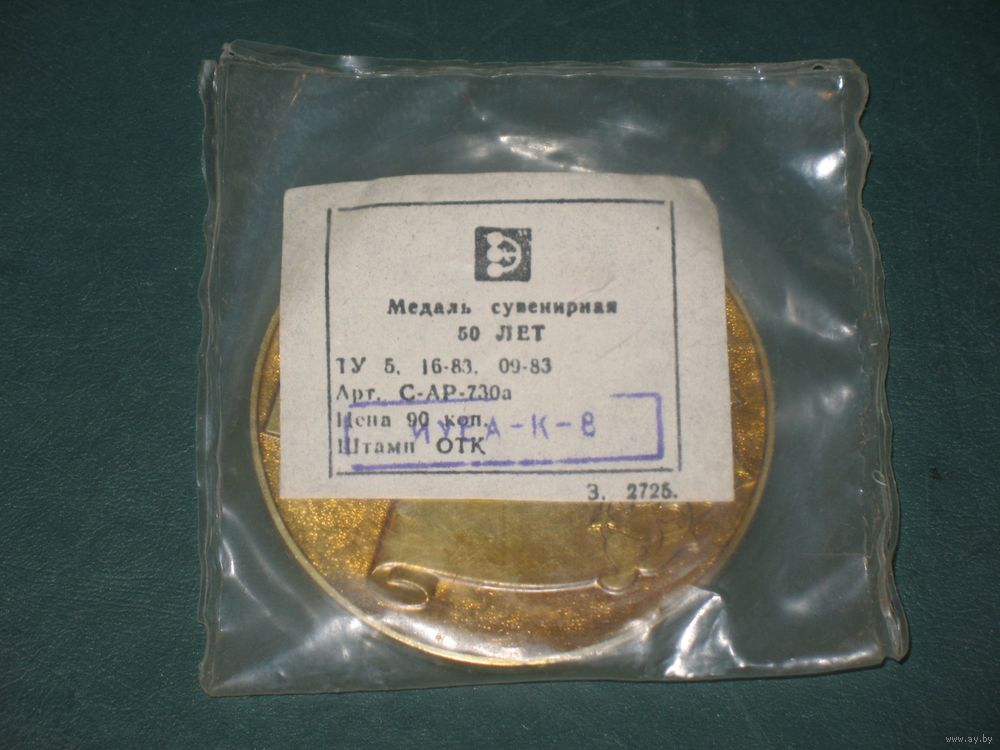 Медаль сувенирная
50 ЛЕТ
ТУ 5. 16-83. 09-83
Арт. С-АР-730а
Цена 90 коп.
Штамп ОТК
-К-8
З. 2725.
www.ay.by